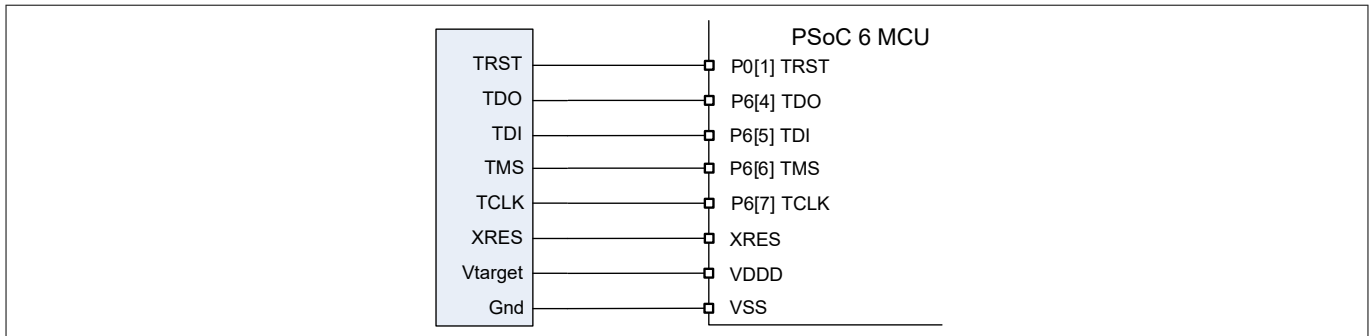 PSoC 6 MCU
TRST P0[1] TRST
TDO P6[4] TDO
TDI P6[5] TDI
TMS P6[6] TMS
TCLK P6[7] TCLK
XRES XRES
Vtarget VDDD
Gnd VSS